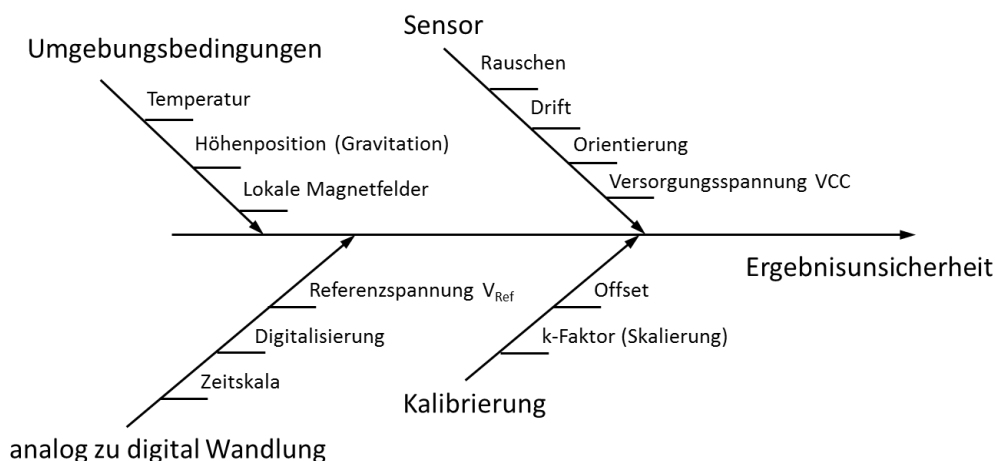 Umgebungsbedingungen
Temperatur
Höhenposition (Gravitation)
Lokale Magnetfelder
Sensor
Rauschen
Drift
Orientierung
Versorgungsspannung VCC
Ergebnisunsicherheit
Referenzspannung V_Ref
Digitalisierung
Zeitskala
analog zu digital Wandlung
Offset
k-Faktor (Skalierung)
Kalibrierung